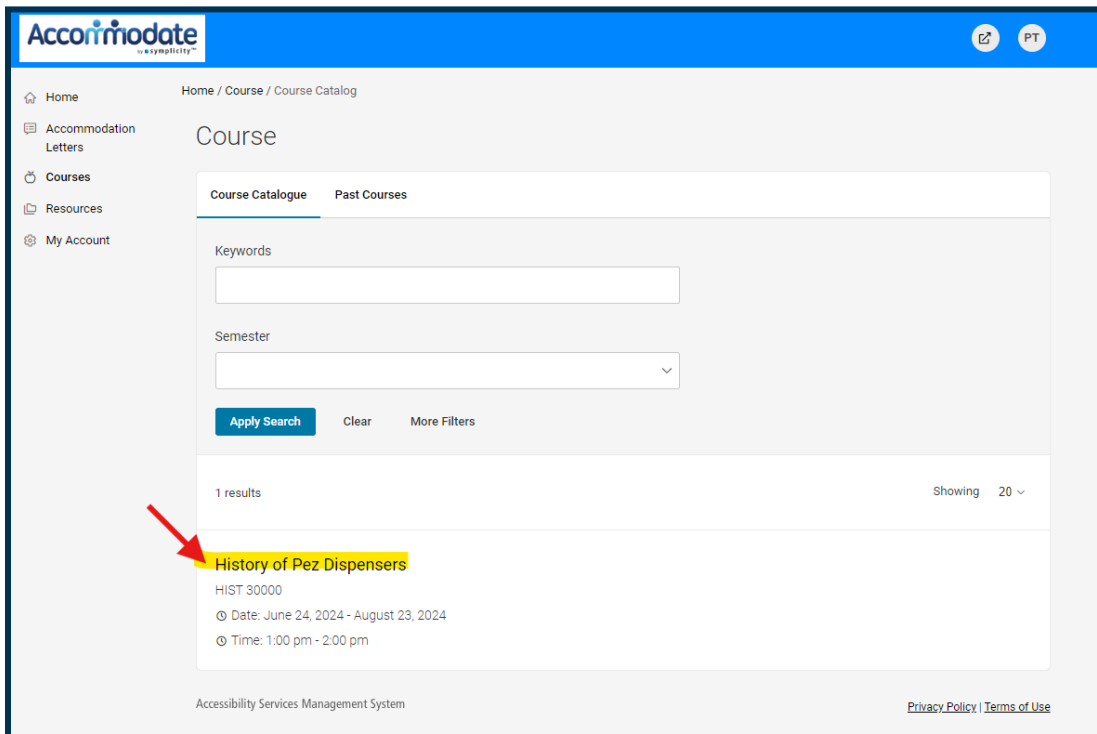 Accommodate
by symplicity™
PT
Home
Accommodation
Letters
Courses
Resources
My Account
Home / Course / Course Catalog
Course
Course Catalogue
Past Courses
Keywords
Semester
Apply Search
Clear
More Filters
1 results
Showing 20
History of Pez Dispensers
HIST 30000
Date: June 24, 2024 - August 23, 2024
Time: 1:00 pm - 2:00 pm
Accessibility Services Management System
Privacy Policy | Terms of Use